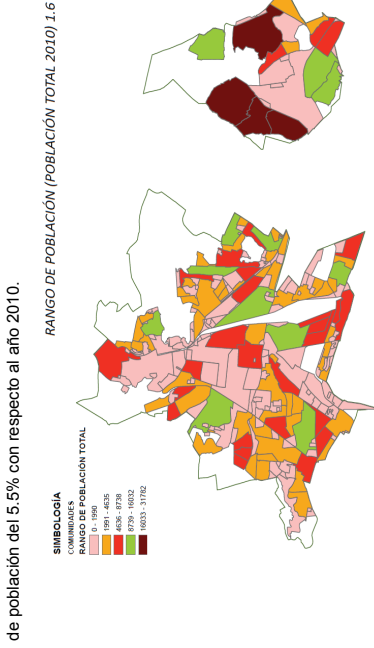 de población del 5.5% con respecto al año 2010.
RANGO DE POBLACIÓN (POBLACIÓN TOTAL 2010) 1.6
SIMBOLOGÍA
COMUNIDADES
RANGO DE POBLACIÓN TOTAL
0 - 1990
1991 - 4635
4636 - 8738
8739 - 16032
16033 - 31782